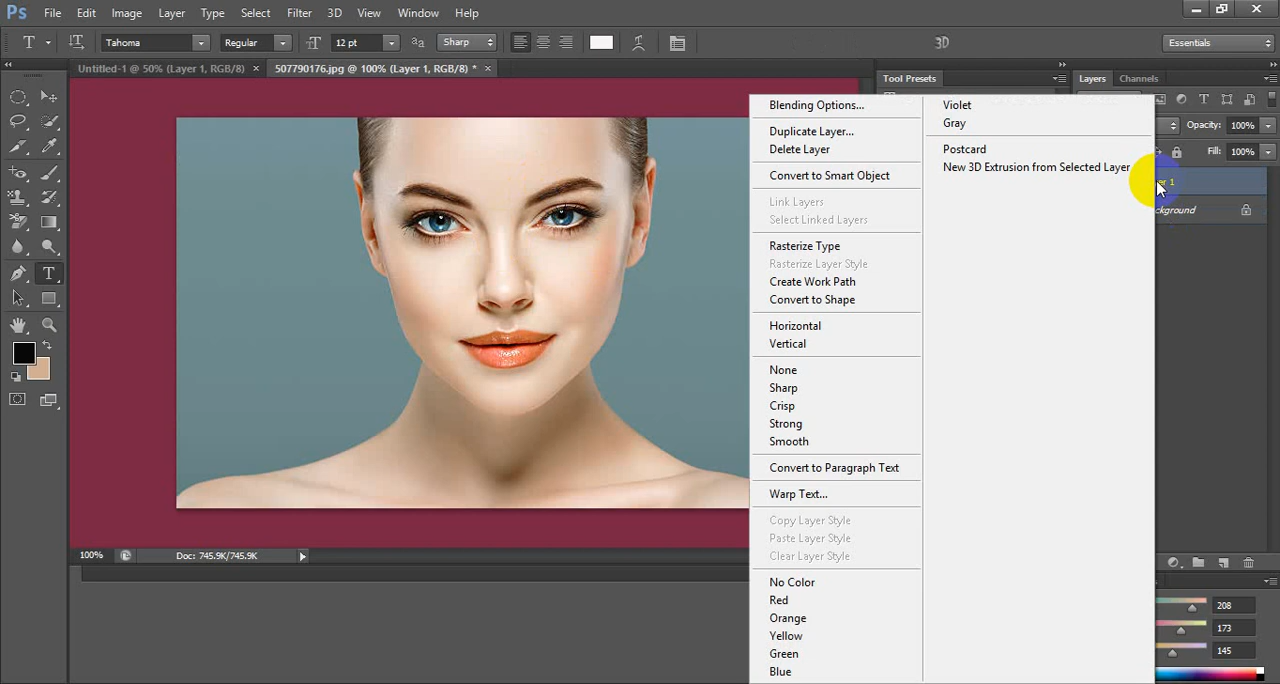 Ps File Edit Image Layer Type Select Filter 3D View Window Help
T Tahoma Regular 12 pt aa Sharp 3D Essentials
Untitled-1 @ 50% (Layer 1, RGB/8) × 507790176.jpg @ 100% (Layer 1, RGB/8) * ×
Tool Presets
Layers Channels
Opacity: 100%
Fill: 100%
er 1
ckground
Blending Options...
Duplicate Layer...
Delete Layer
Convert to Smart Object
Link Layers
Select Linked Layers
Rasterize Type
Rasterize Layer Style
Create Work Path
Convert to Shape
Horizontal
Vertical
None
Sharp
Crisp
Strong
Smooth
Convert to Paragraph Text
Warp Text...
Copy Layer Style
Paste Layer Style
Clear Layer Style
No Color
Red
Orange
Yellow
Green
Blue
Violet
Gray
Postcard
New 3D Extrusion from Selected Layer
100% Doc: 745.9K/745.9K
208
173
145